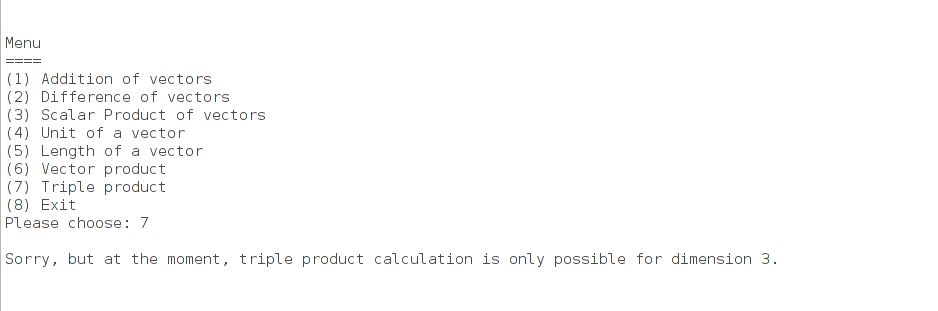 Menu
====
(1) Addition of vectors
(2) Difference of vectors
(3) Scalar Product of vectors
(4) Unit of a vector
(5) Length of a vector
(6) Vector product
(7) Triple product
(8) Exit
Please choose: 7
Sorry, but at the moment, triple product calculation is only possible for dimension 3.